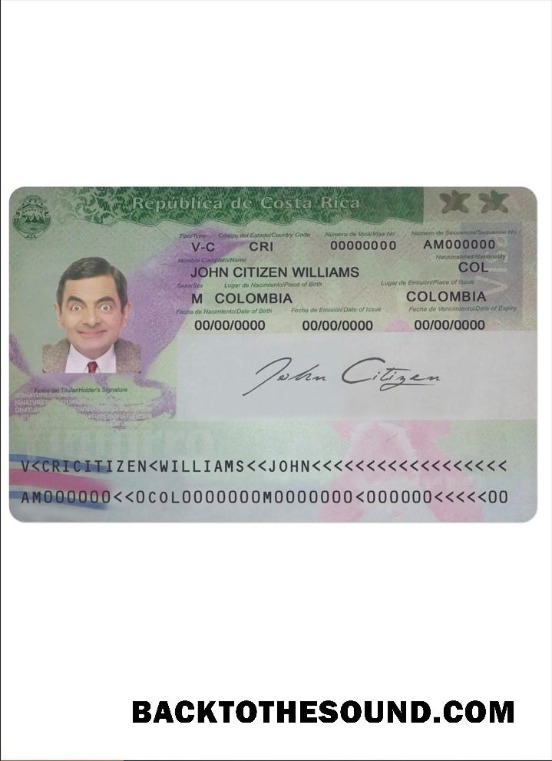 República de Costa Rica
Tipo/Type Código del Estado/Country Code Número de Visa/Visa No Número de Secuencia/Sequence No
V-C CRI 00000000 AM000000
Nombre Completo/Name Nacionalidad/Nationality
JOHN CITIZEN WILLIAMS COL
Sexo/Sex Lugar de Nacimiento/Place of Birth Lugar de Emisión/Place of Issue
M COLOMBIA COLOMBIA
Fecha de Nacimiento/Date of Birth Fecha de Emisión/Date of Issue Fecha de Vencimiento/Date of Expiry
00/00/0000 00/00/0000 00/00/0000
John Citizen
Firma del Titular/Holder's Signature
V<CRICITIZEN<WILLIAMS<<JOHN<<<<<<<<<<<<<<<<<
AM000000<<0COL0000000M0000000<000000<<<<<00
BACKTOTHESOUND.COM